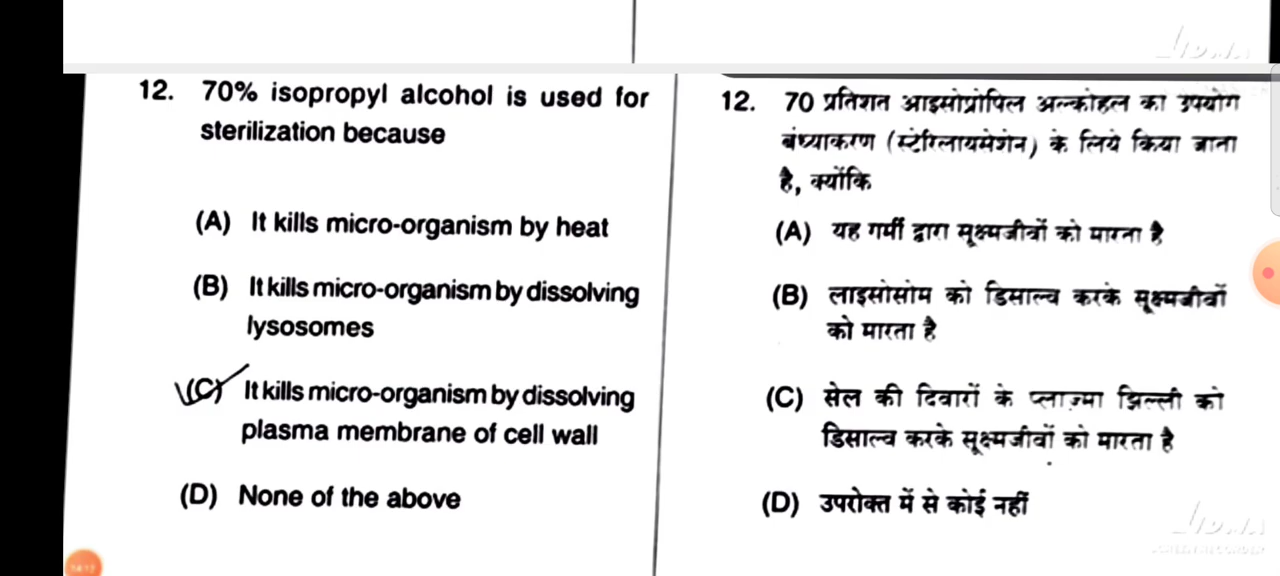 12. 70% isopropyl alcohol is used for
sterilization because
(A) It kills micro-organism by heat
(B) It kills micro-organism by dissolving
lysosomes
(C) It kills micro-organism by dissolving
plasma membrane of cell wall
(D) None of the above
12. 70 प्रतिशत आइसोप्रोपिल अल्कोहल का उपयोग
बंध्याकरण (स्टेरिलायमेशेन) के लिये किया जाता
है, क्योंकि
(A) यह गर्मी द्वारा सूक्ष्मजीवों को मारता है
(B) लाइसोसोम को डिसाल्व करके सूक्ष्मजीवों
को मारता है
(C) सेल की दिवारों के प्लाज़्मा झिल्ली को
डिसाल्व करके सूक्ष्मजीवों को मारता है
(D) उपरोक्त में से कोई नहीं
SCREEN RECORDER